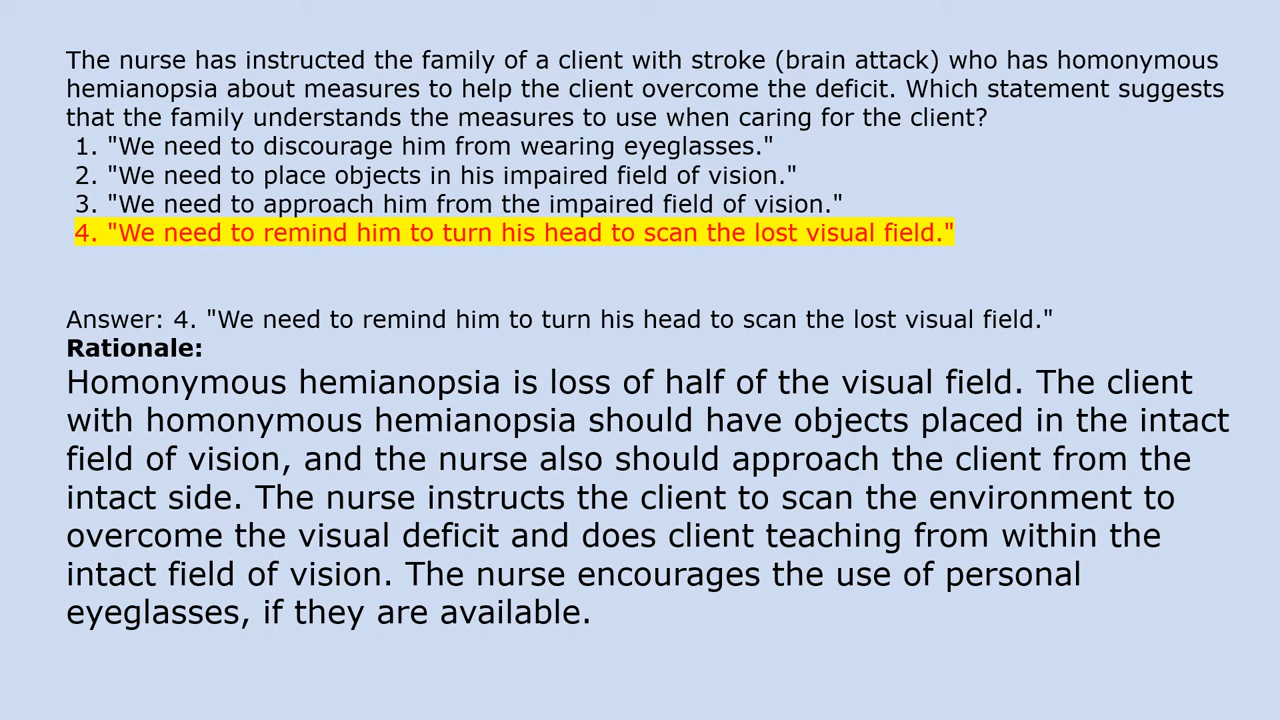 The nurse has instructed the family of a client with stroke (brain attack) who has homonymous
hemianopsia about measures to help the client overcome the deficit. Which statement suggests
that the family understands the measures to use when caring for the client?
1. "We need to discourage him from wearing eyeglasses."
2. "We need to place objects in his impaired field of vision."
3. "We need to approach him from the impaired field of vision."
4. "We need to remind him to turn his head to scan the lost visual field."
Answer: 4. "We need to remind him to turn his head to scan the lost visual field."
Rationale:
Homonymous hemianopsia is loss of half of the visual field. The client
with homonymous hemianopsia should have objects placed in the intact
field of vision, and the nurse also should approach the client from the
intact side. The nurse instructs the client to scan the environment to
overcome the visual deficit and does client teaching from within the
intact field of vision. The nurse encourages the use of personal
eyeglasses, if they are available.